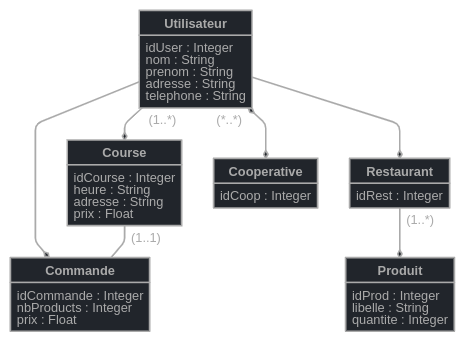 Utilisateur
idUser : Integer
nom : String
prenom : String
adresse : String
telephone : String
(1..*)
(*..*)
Course
idCourse : Integer
heure : String
adresse : String
prix : Float
Cooperative
idCoop : Integer
Restaurant
idRest : Integer
(1..1)
(1..*)
Commande
idCommande : Integer
nbProducts : Integer
prix : Float
Produit
idProd : Integer
libelle : String
quantite : Integer